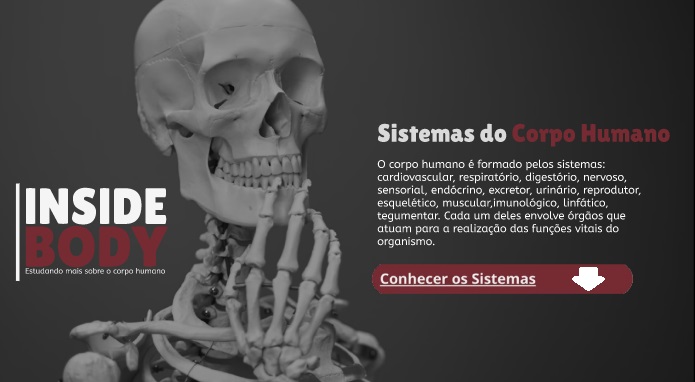 INSIDE
BODY
Estudando mais sobre o corpo humano
Sistemas do Corpo Humano
O corpo humano é formado pelos sistemas:
cardiovascular, respiratório, digestório, nervoso,
sensorial, endócrino, excretor, urinário, reprodutor,
esquelético, muscular,imunológico, linfático,
tegumentar. Cada um deles envolve órgãos que
atuam para a realização das funções vitais do
organismo.
Conhecer os Sistemas